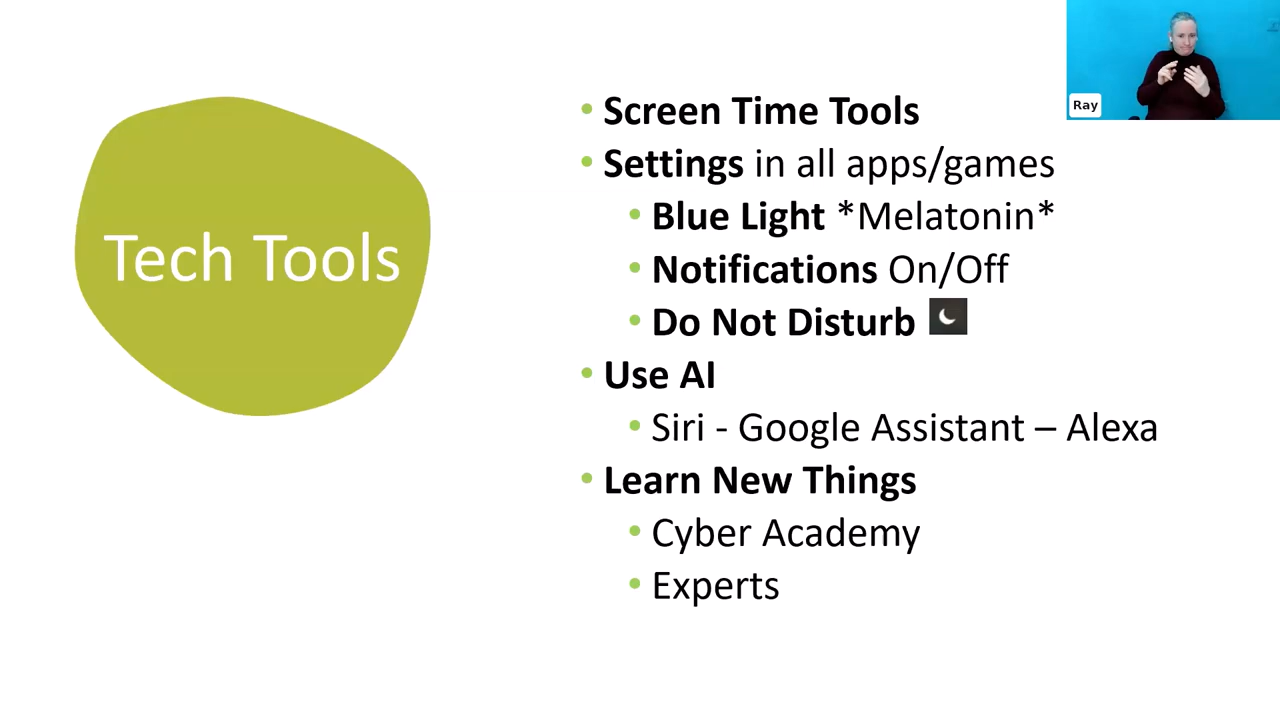 Tech Tools
• Screen Time Tools
• Settings in all apps/games
• Blue Light *Melatonin*
• Notifications On/Off
• Do Not Disturb
• Use AI
• Siri - Google Assistant – Alexa
• Learn New Things
• Cyber Academy
• Experts
Ray